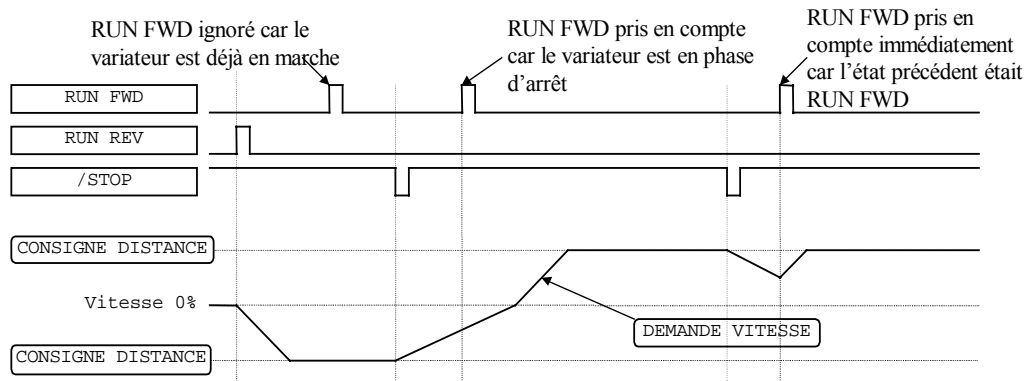 RUN FWD ignoré car le
variateur est déjà en marche
RUN FWD pris en compte
car le variateur est en phase
d'arrêt
RUN FWD pris en
compte immédiatement
car l'état précédent était
RUN FWD
RUN FWD
RUN REV
/STOP
CONSIGNE DISTANCE
Vitesse 0%
DEMANDE VITESSE
CONSIGNE DISTANCE